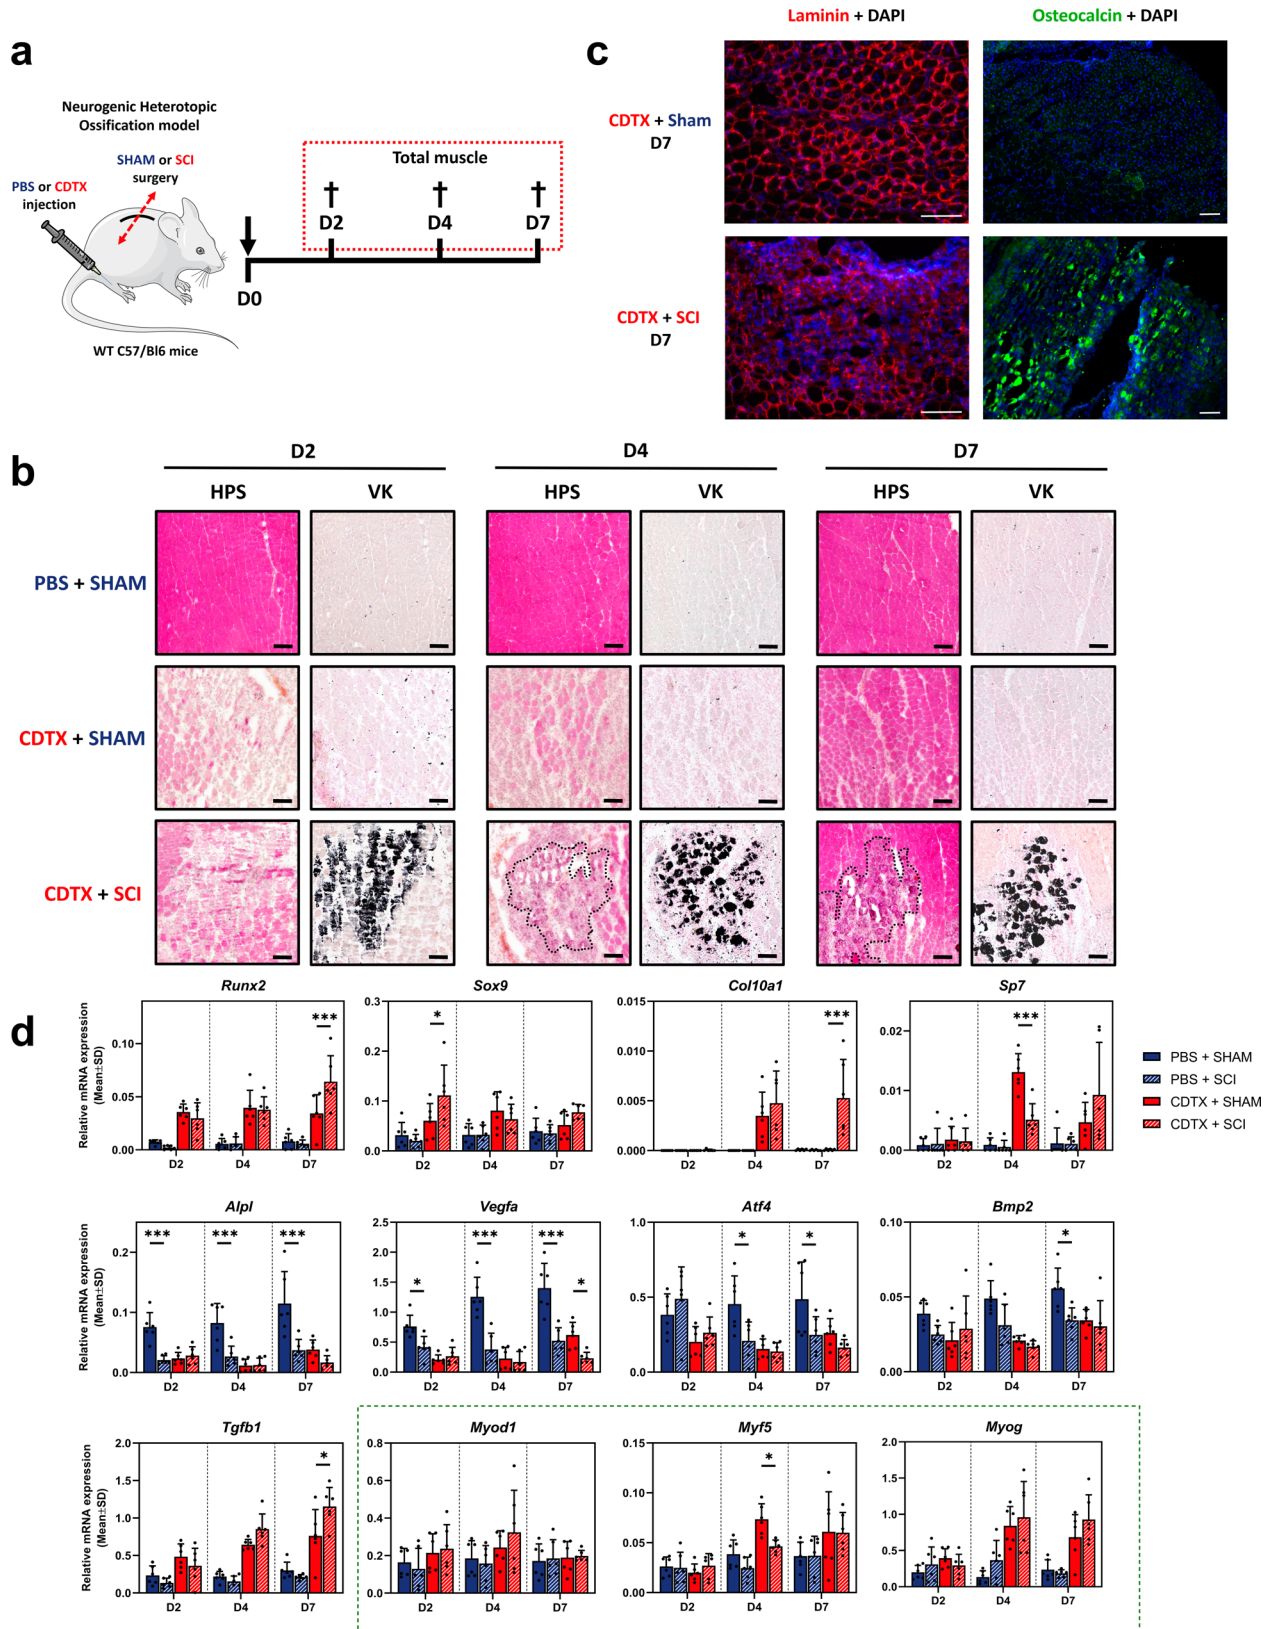 a
Neurogenic Heterotopic
Ossification model
SHAM or SCI
surgery
PBS or CDTX
injection
WT C57/Bl6 mice
Total muscle
D2 D4 D7
D0
c
Laminin + DAPI Osteocalcin + DAPI
CDTX + Sham
D7
CDTX + SCI
D7
b
D2 D4 D7
HPS VK HPS VK HPS VK
PBS + SHAM
CDTX + SHAM
CDTX + SCI
d
Runx2 Sox9 Col10a1 Sp7
Relative mRNA expression
(Mean±SD)
0.10
0.05
0.00
***
D2 D4 D7
0.3
0.2
0.1
0.0
*
D2 D4 D7
0.015
0.010
0.005
0.000
***
D2 D4 D7
0.02
0.01
0.00
***
D2 D4 D7
PBS + SHAM
PBS + SCI
CDTX + SHAM
CDTX + SCI
Alpl Vegfa Atf4 Bmp2
Relative mRNA expression
(Mean±SD)
0.2
0.1
0.0
*** *** ***
D2 D4 D7
2.5
2.0
1.5
1.0
0.5
0.0
* *** *** *
D2 D4 D7
1.0
0.5
0.0
* *
D2 D4 D7
0.10
0.05
0.00
*
D2 D4 D7
Tgfb1 Myod1 Myf5 Myog
Relative mRNA expression
(Mean±SD)
2.0
1.5
1.0
0.5
0.0
*
D2 D4 D7
0.8
0.6
0.4
0.2
0.0
D2 D4 D7
0.15
0.10
0.05
0.00
*
D2 D4 D7
2.0
1.5
1.0
0.5
0.0
D2 D4 D7